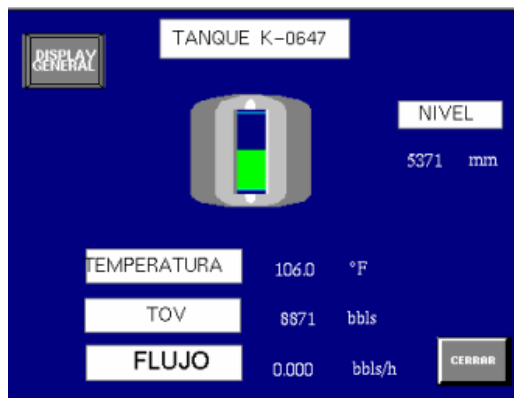 TANQUE K-0647
DISPLAY
GENERAL
NIVEL
5371 mm
TEMPERATURA 106.0 °F
TOV 8871 bbls
FLUJO 0.000 bbls/h
CERRAR